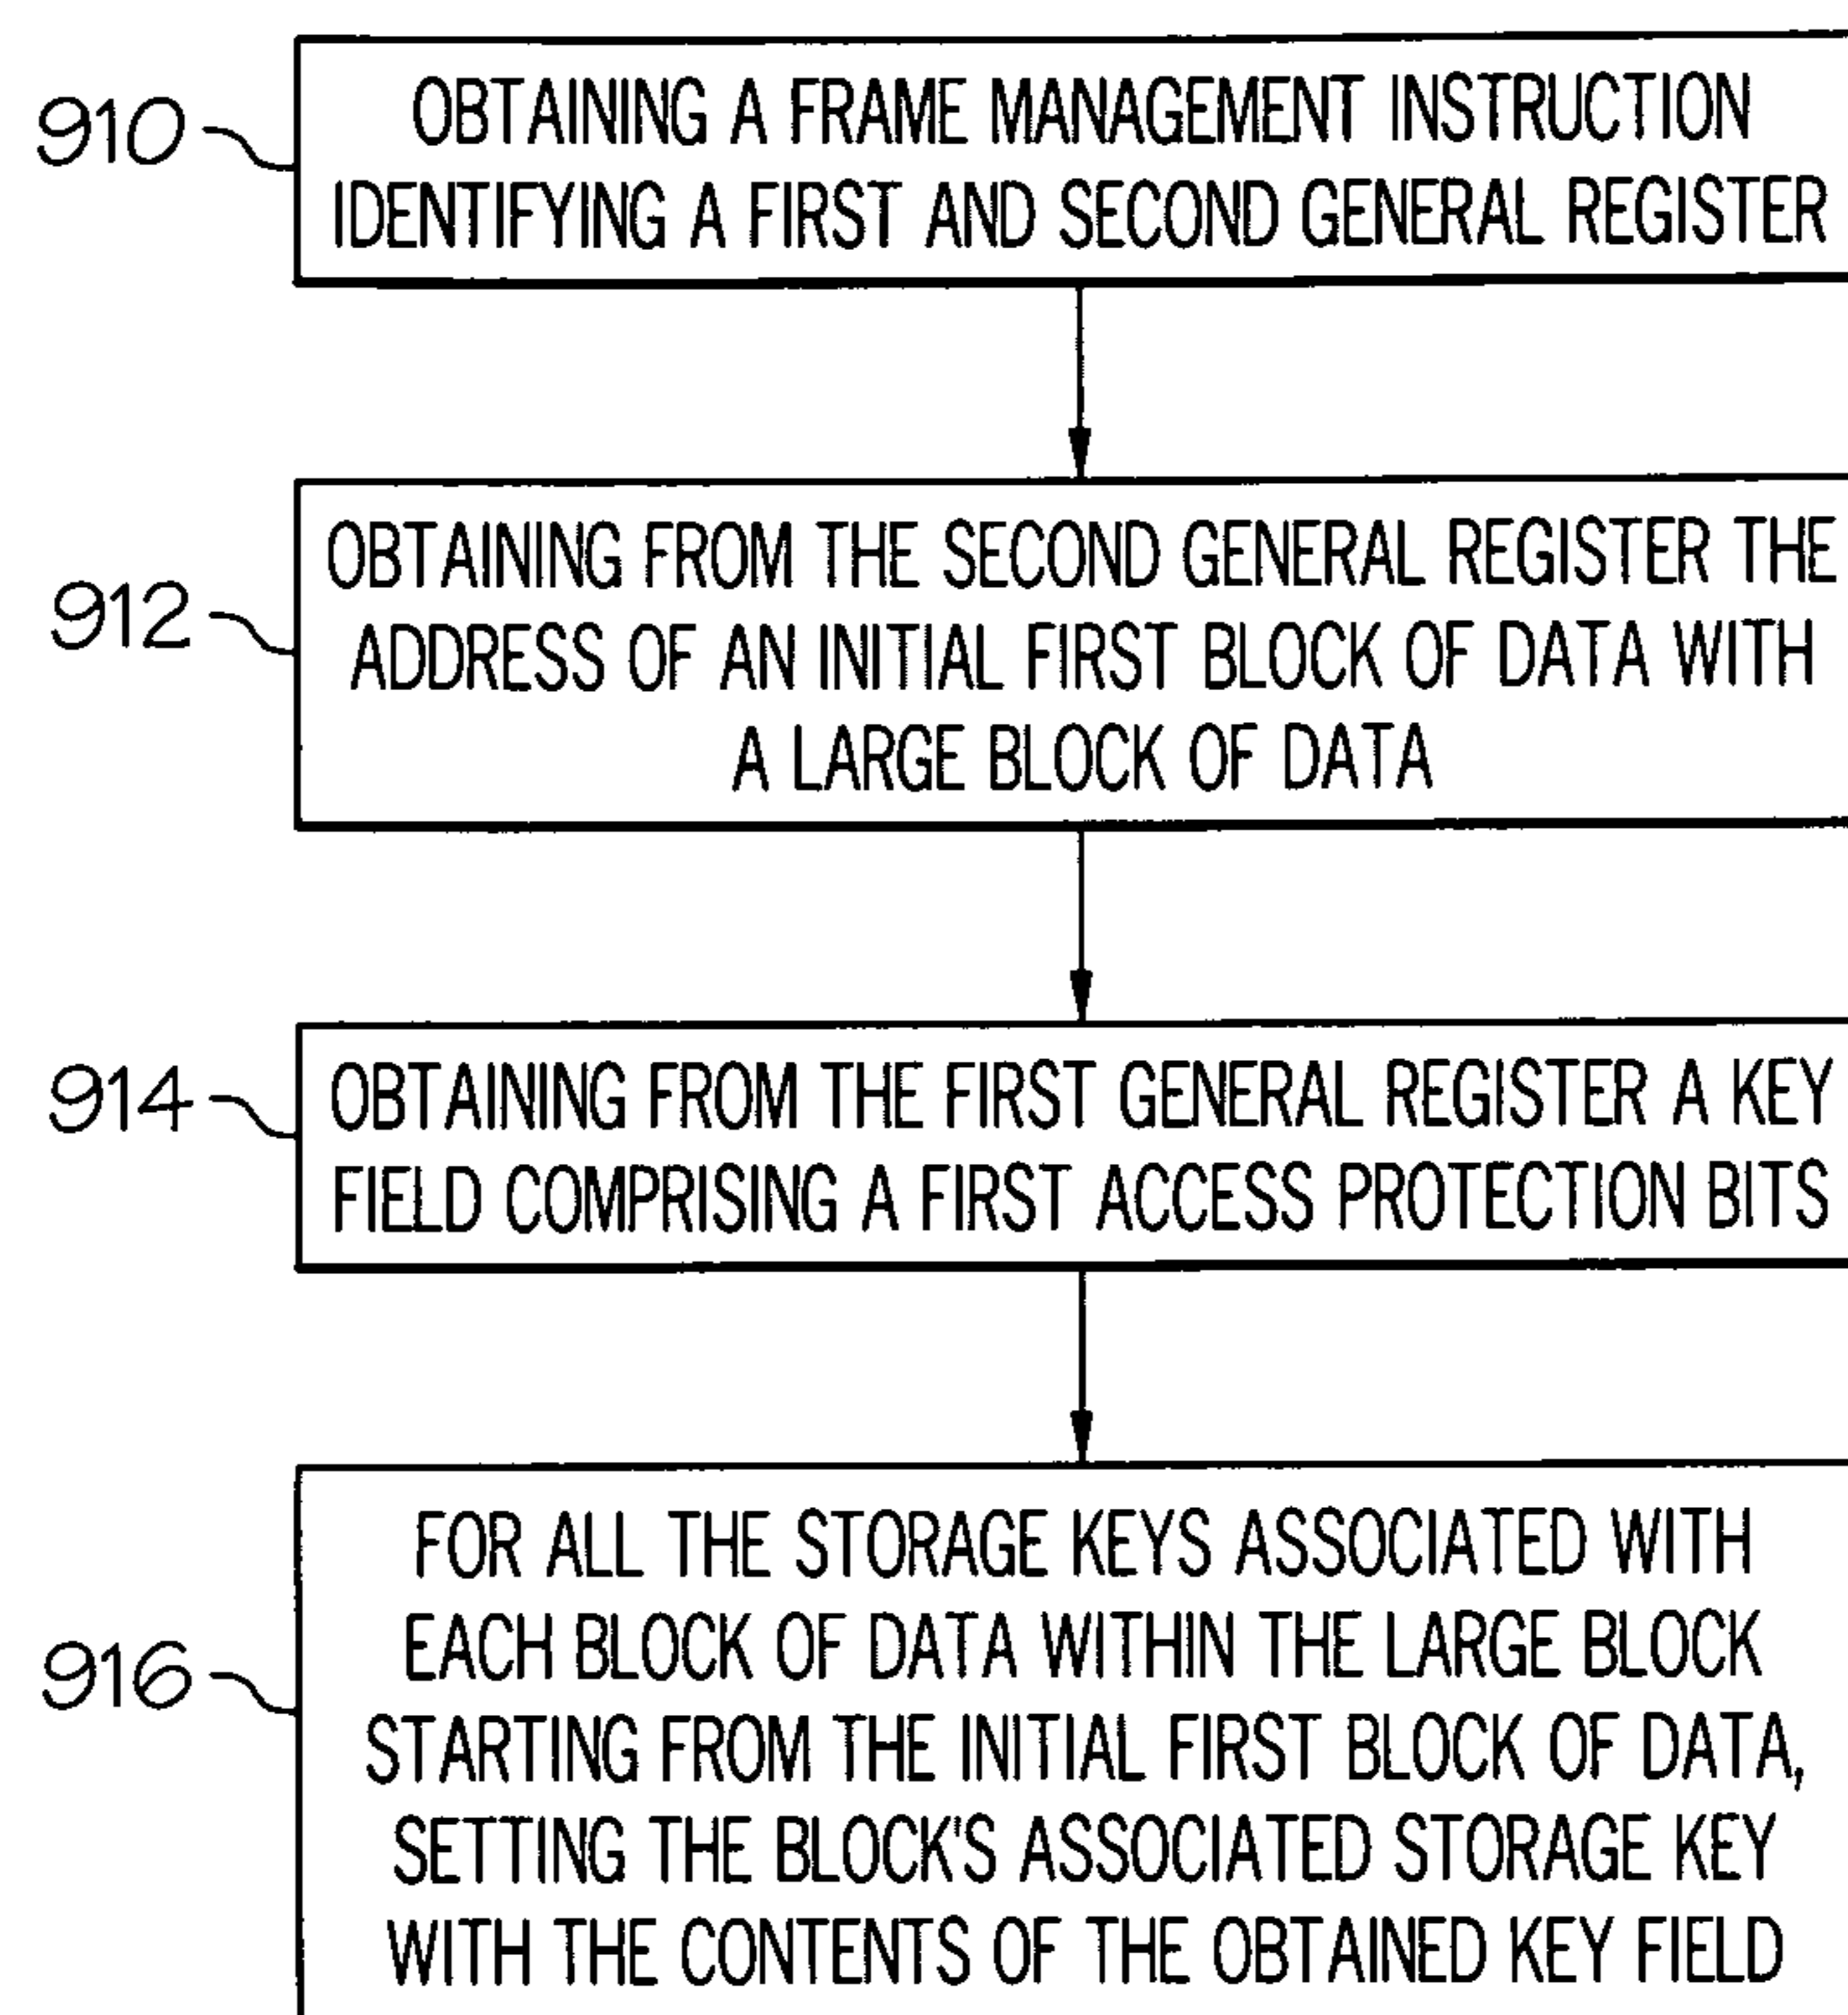 910
OBTAINING A FRAME MANAGEMENT INSTRUCTION
IDENTIFYING A FIRST AND SECOND GENERAL REGISTER
912
OBTAINING FROM THE SECOND GENERAL REGISTER THE
ADDRESS OF AN INITIAL FIRST BLOCK OF DATA WITH
A LARGE BLOCK OF DATA
914
OBTAINING FROM THE FIRST GENERAL REGISTER A KEY
FIELD COMPRISING A FIRST ACCESS PROTECTION BITS
916
FOR ALL THE STORAGE KEYS ASSOCIATED WITH
EACH BLOCK OF DATA WITHIN THE LARGE BLOCK
STARTING FROM THE INITIAL FIRST BLOCK OF DATA,
SETTING THE BLOCK'S ASSOCIATED STORAGE KEY
WITH THE CONTENTS OF THE OBTAINED KEY FIELD